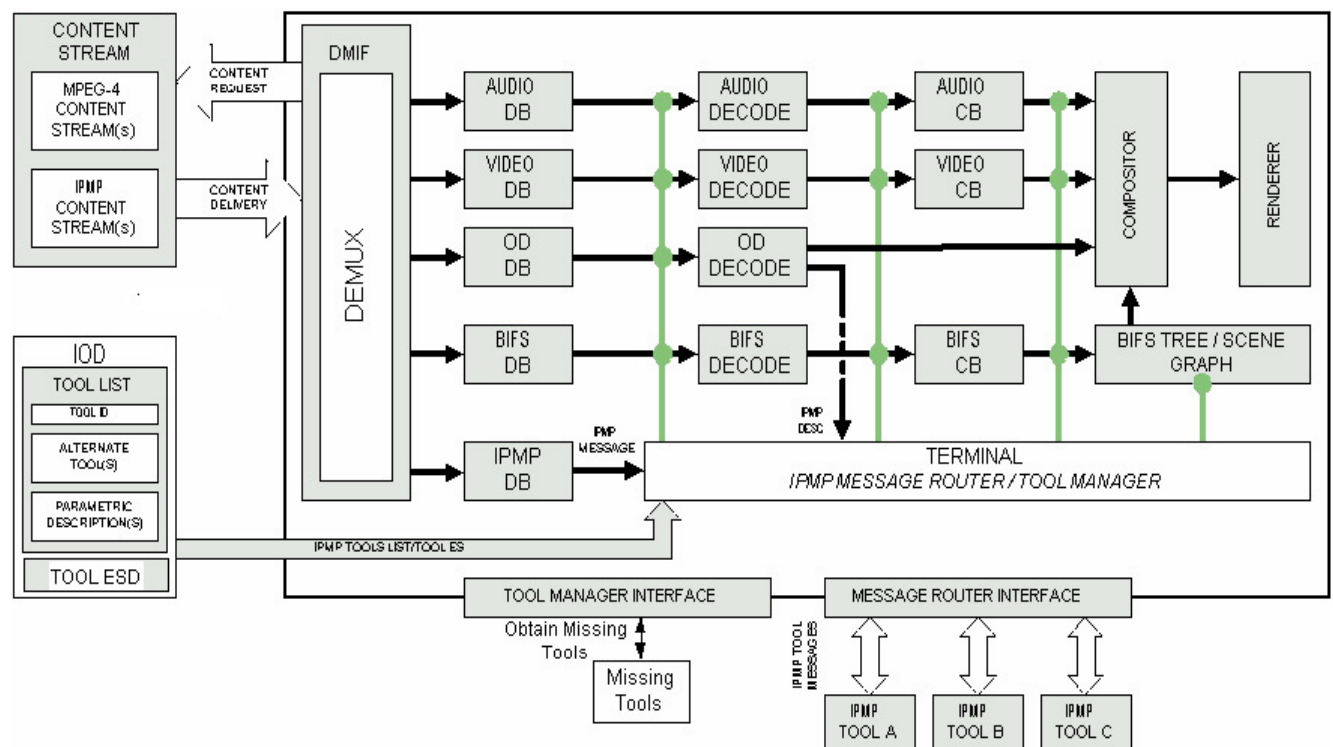 CONTENT
STREAM
MPEG-4
CONTENT
STREAM(s)
IPMP
CONTENT
STREAM(s)
CONTENT
REQUEST
CONTENT
DELIVERY
DMIF
DEMUX
AUDIO
DB
AUDIO
DECODE
AUDIO
CB
VIDEO
DB
VIDEO
DECODE
VIDEO
CB
OD
DB
OD
DECODE
BIFS
DB
BIFS
DECODE
BIFS
CB
COMPOSITOR
RENDERER
BIFS TREE / SCENE
GRAPH
IPMP
DESC
IPMP
DB
IPMP
MESSAGE
TERMINAL
IPMP MESSAGE ROUTER / TOOL MANAGER
IOD
TOOL LIST
TOOL ID
ALTERNATE
TOOL(S)
PARAMETRIC
DESCRIPTION(S)
TOOL ESD
IPMP TOOLS LIST/TOOL ES
TOOL MANAGER INTERFACE
Obtain Missing
Tools
Missing
Tools
MESSAGE ROUTER INTERFACE
IPMP TOOL
MESSAGES
IPMP
TOOL A
IPMP
TOOL B
IPMP
TOOL C